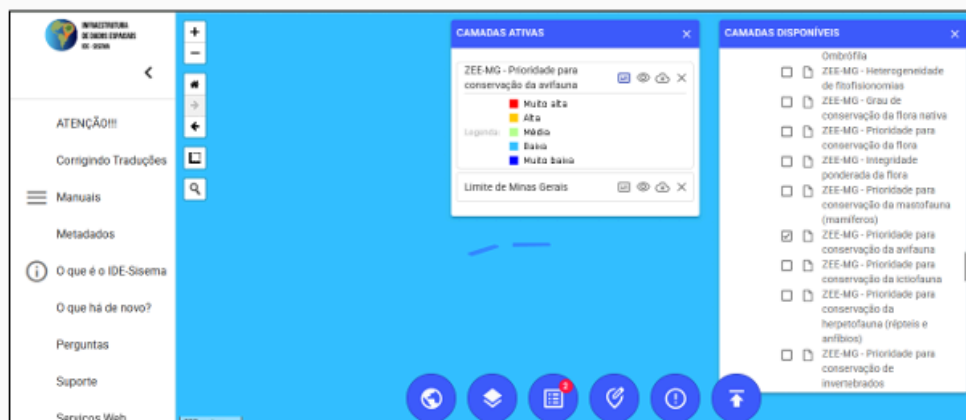 INFRAESTRUTURA
DE DADOS ESPACIAIS
IDE-SISEMA
ATENÇÃO!!!
Corrigindo Traduções
Manuais
Metadados
O que é o IDE-Sisema
O que há de novo?
Perguntas
Suporte
Serviços Web
+
−
CAMADAS ATIVAS
×
ZEE-MG - Prioridade para
conservação da avifauna
Legenda:
Muito alta
Alta
Média
Baixa
Muito baixa
Limite de Minas Gerais
2
CAMADAS DISPONÍVEIS
×
Ombrófila
ZEE-MG - Heterogeneidade
de fitofisionomias
ZEE-MG - Grau de
conservação da flora nativa
ZEE-MG - Prioridade para
conservação da flora
ZEE-MG - Integridade
ponderada da flora
ZEE-MG - Prioridade para
conservação da mastofauna
(mamíferos)
ZEE-MG - Prioridade para
conservação da avifauna
ZEE-MG - Prioridade para
conservação da ictiofauna
ZEE-MG - Prioridade para
conservação da
herpetofauna (répteis e
anfíbios)
ZEE-MG - Prioridade para
conservação de
invertebrados